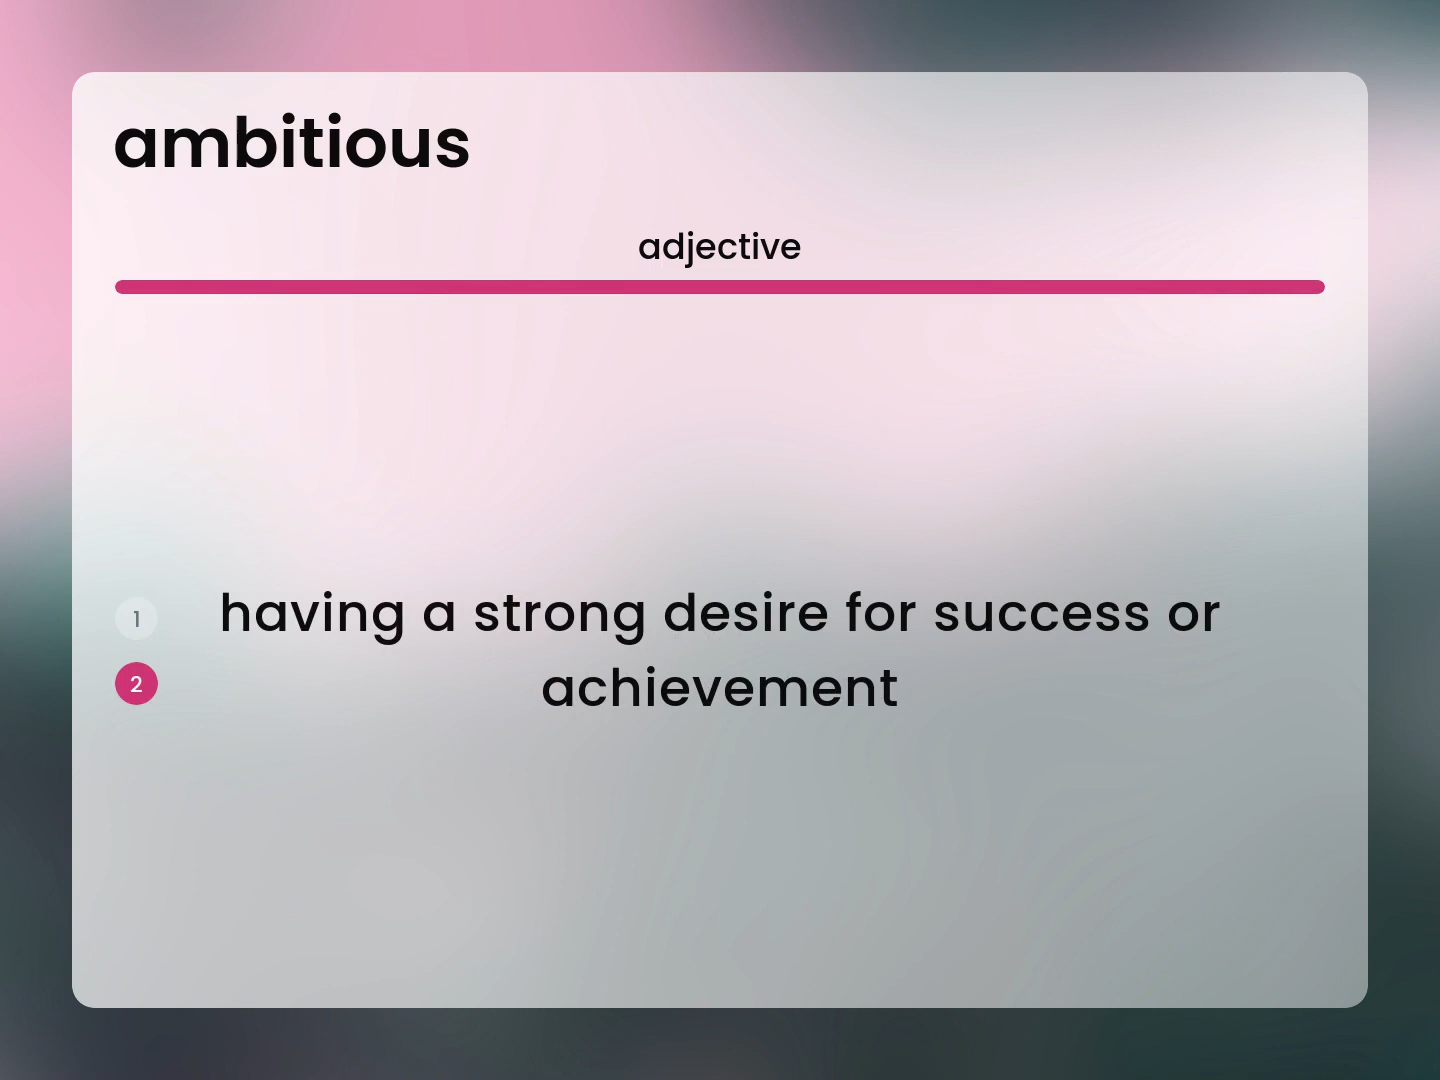 ambitious
adjective
1
having a strong desire for success or
2
achievement